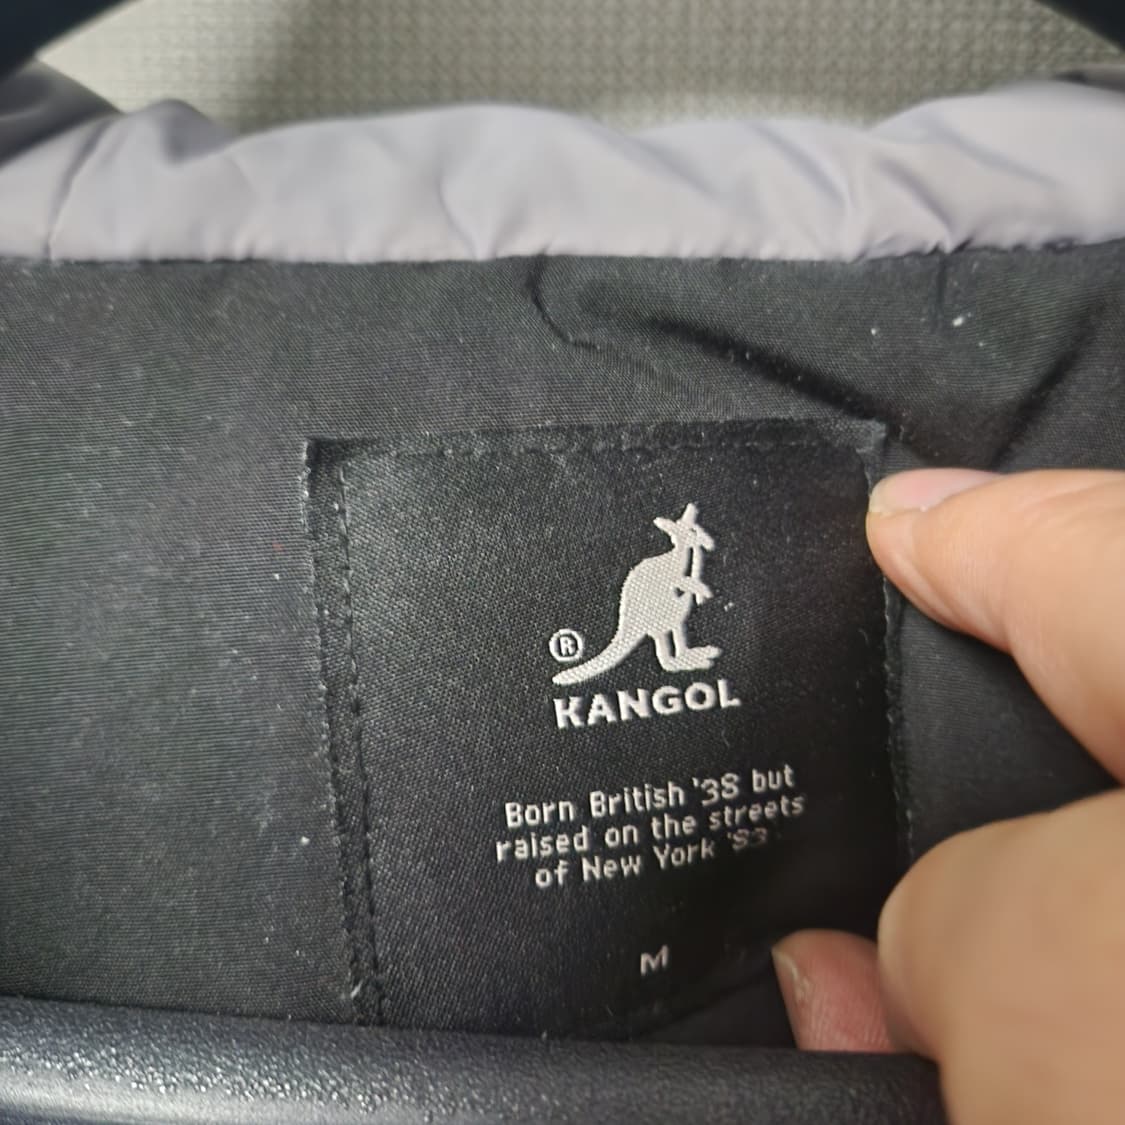 ®
KANGOL
Born British '38 but
raised on the streets
of New York '83
M